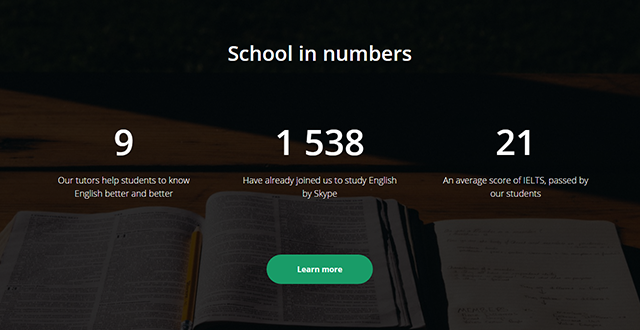 School in numbers
9
1 538
21
Our tutors help students to know
English better and better
Have already joined us to study English
by Skype
An average score of IELTS, passed by
our students
Learn more